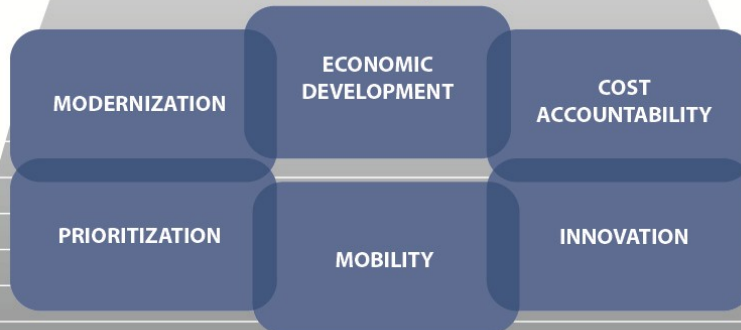 MODERNIZATION
ECONOMIC
DEVELOPMENT
COST
ACCOUNTABILITY
PRIORITIZATION
MOBILITY
INNOVATION